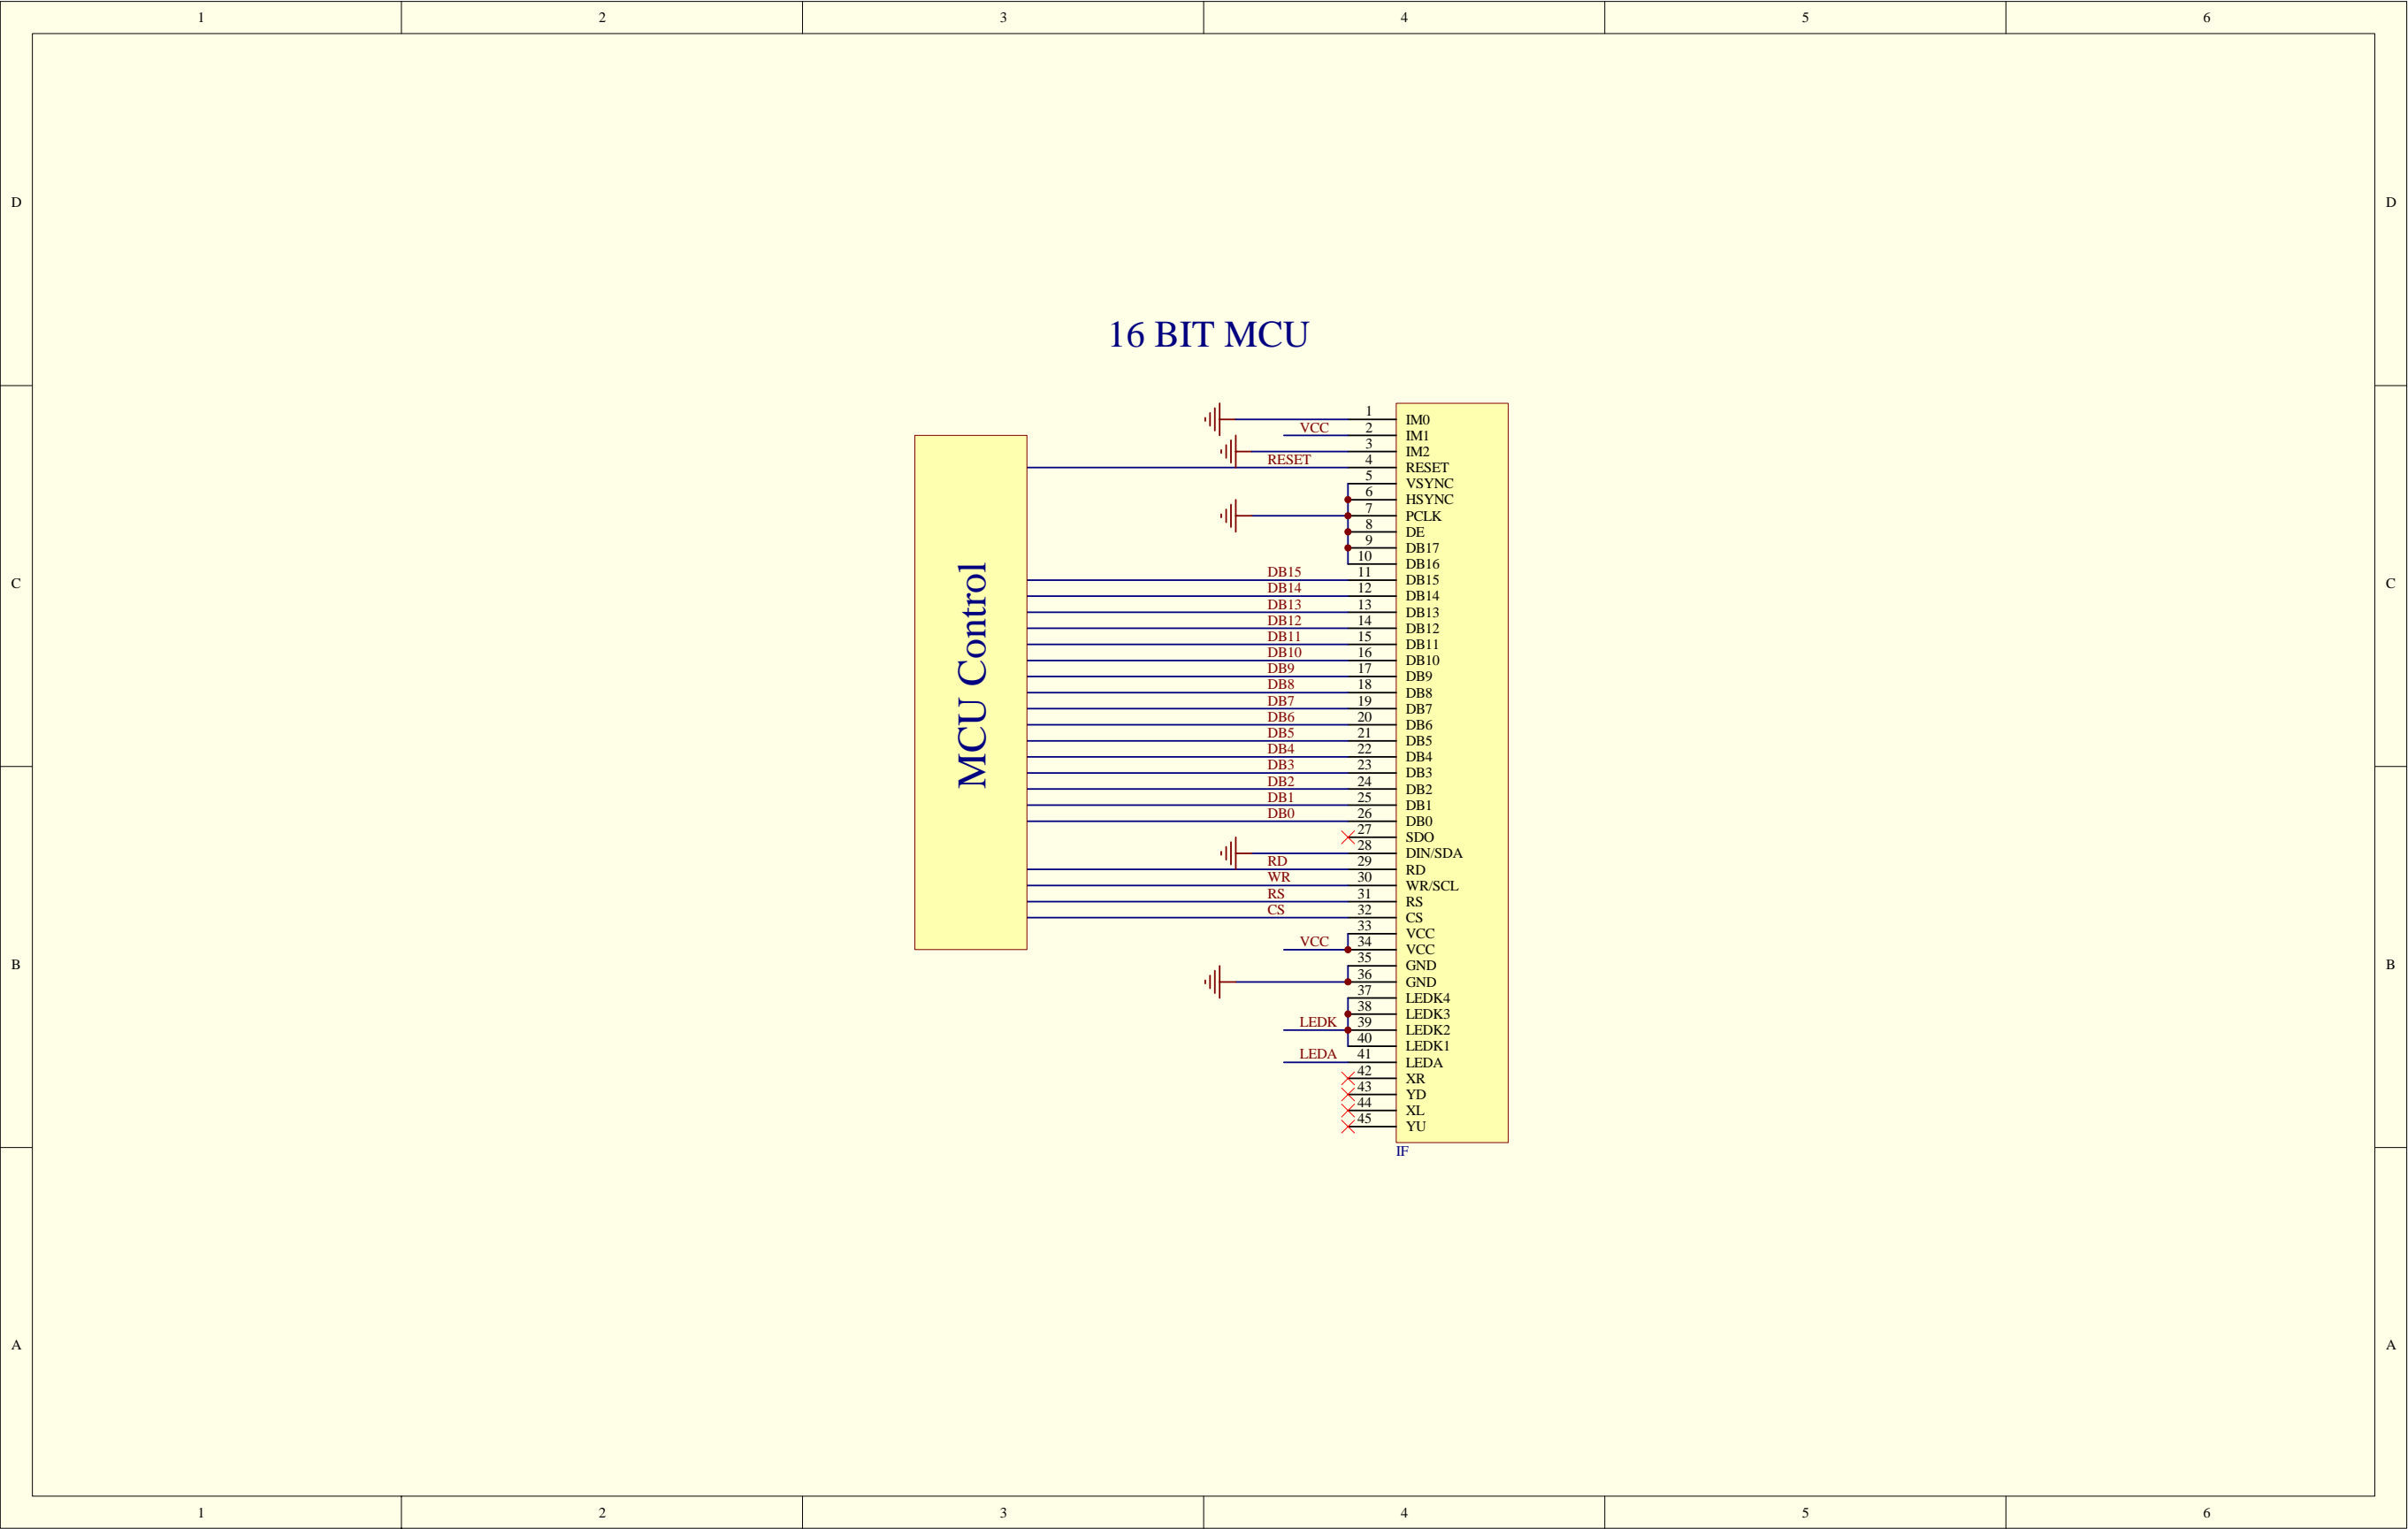 1 2 3 4 5 6
D D
16 BIT MCU
1 IM0
VCC 2 IM1
3 IM2
RESET 4 RESET
5 VSYNC
6 HSYNC
7 PCLK
8 DE
9 DB17
10 DB16
DB15 11 DB15
C C
DB14 12 DB14
DB13 13 DB13
DB12 14 DB12
DB11 15 DB11
DB10 16 DB10
MCU Control
DB9 17 DB9
DB8 18 DB8
DB7 19 DB7
DB6 20 DB6
DB5 21 DB5
DB4 22 DB4
DB3 23 DB3
DB2 24 DB2
DB1 25 DB1
DB0 26 DB0
27 SDO
28 DIN/SDA
RD 29 RD
WR 30 WR/SCL
RS 31 RS
CS 32 CS
33 VCC
VCC 34 VCC
B B
35 GND
36 GND
37 LEDK4
38 LEDK3
LEDK 39 LEDK2
40 LEDK1
LEDA 41 LEDA
42 XR
43 YD
44 XL
45 YU
IF
A A
1 2 3 4 5 6